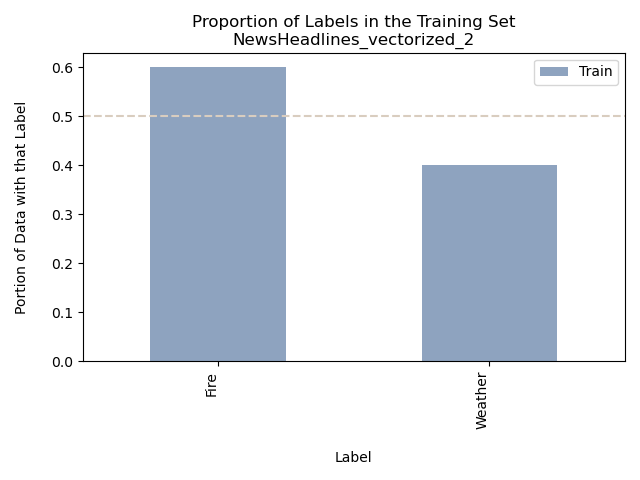 Proportion of Labels in the Training Set
NewsHeadlines_vectorized_2
Train
Portion of Data with that Label
0.6
0.5
0.4
0.3
0.2
0.1
0.0
Fire
Weather
Label